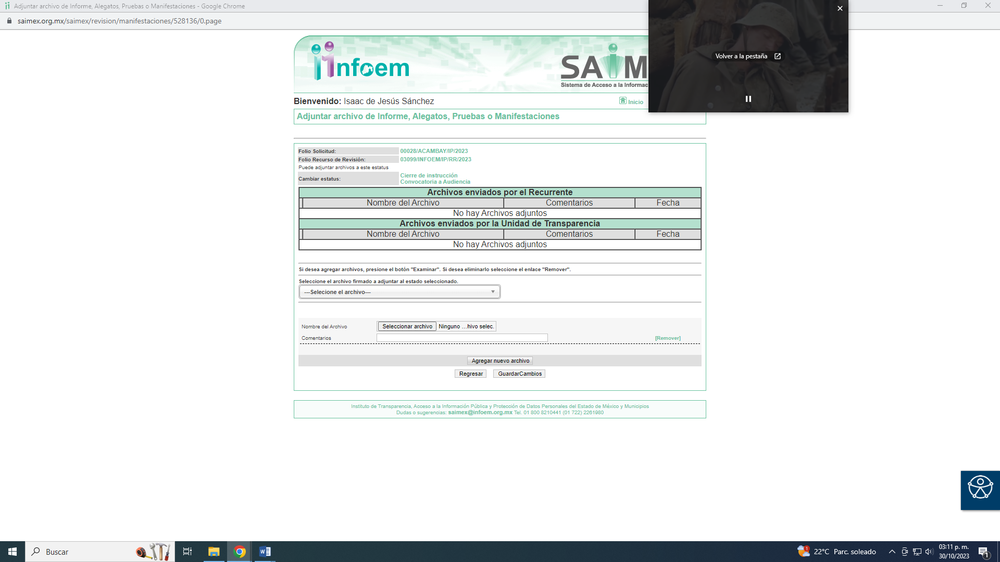 Adjuntar archivo de Informe, Alegatos, Pruebas o Manifestaciones - Google Chrome
saimex.org.mx/saimex/revision/manifestaciones/528136/0.page
infoem
SAIM
Sistema de Acceso a la Informac
Volver a la pestaña
Bienvenido: Isaac de Jesús Sánchez
Inicio
Adjuntar archivo de Informe, Alegatos, Pruebas o Manifestaciones
Folio Solicitud: 00028/ACAMBAY/IP/2023
Folio Recurso de Revisión: 03099/INFOEM/IP/RR/2023
Puede adjuntar archivos a este estatus
Cambiar estatus: Cierre de instrucción
Convocatoria a Audiencia
Archivos enviados por el Recurrente
Nombre del Archivo Comentarios Fecha
No hay Archivos adjuntos
Archivos enviados por la Unidad de Transparencia
Nombre del Archivo Comentarios Fecha
No hay Archivos adjuntos
Si desea agregar archivos, presione el botón "Examinar". Si desea eliminarlo seleccione el enlace "Remover".
Seleccione el archivo firmado a adjuntar al estado seleccionado.
---Selecione el archivo---
Nombre del Archivo Seleccionar archivo Ninguno ...hivo selec.
Comentarios [Remover]
Agregar nuevo archivo
Regresar GuardarCambios
Instituto de Transparencia, Acceso a la Información Pública y Protección de Datos Personales del Estado de México y Municipios
Dudas o sugerencias: saimex@infoem.org.mx Tel. 01 800 8210441 (01 722) 2261980
Buscar
1
22°C Parc. soleado
03:11 p. m.
30/10/2023
1